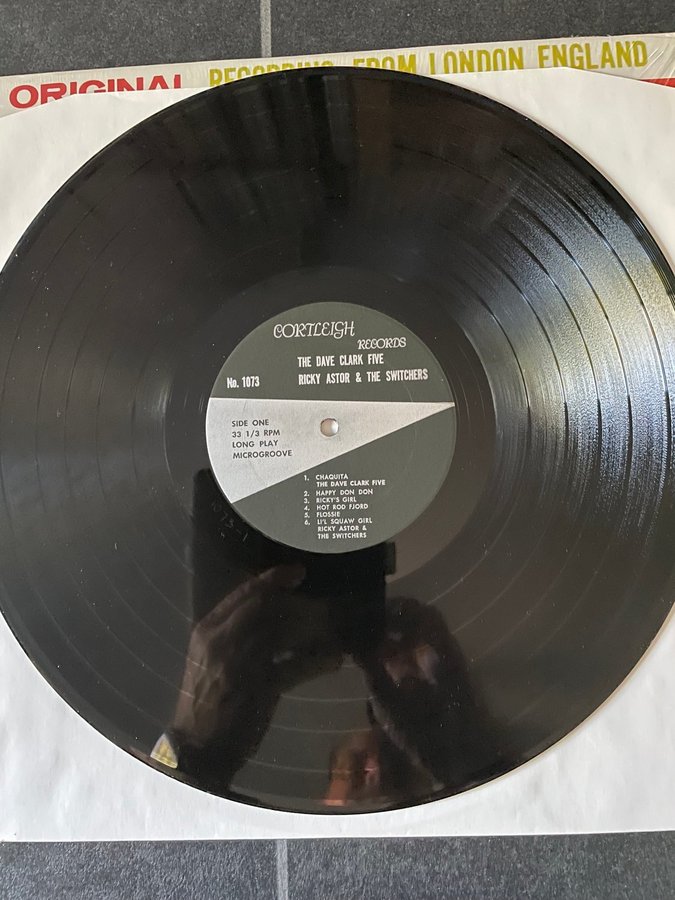 ORIGINAL RECORDING FROM LONDON ENGLAND
CORTLEIGH
RECORDS
THE DAVE CLARK FIVE
No. 1073 RICKY ASTOR & THE SWITCHERS
SIDE ONE
33 1/3 RPM
LONG PLAY
MICROGROOVE
1. CHAQUITA
THE DAVE CLARK FIVE
2. HAPPY DON DON
3. RICKY'S GIRL
4. HOT ROD FJORD
5. FLOSSIE
6. LI'L SQUAW GIRL
RICKY ASTOR &
THE SWITCHERS
1073-1